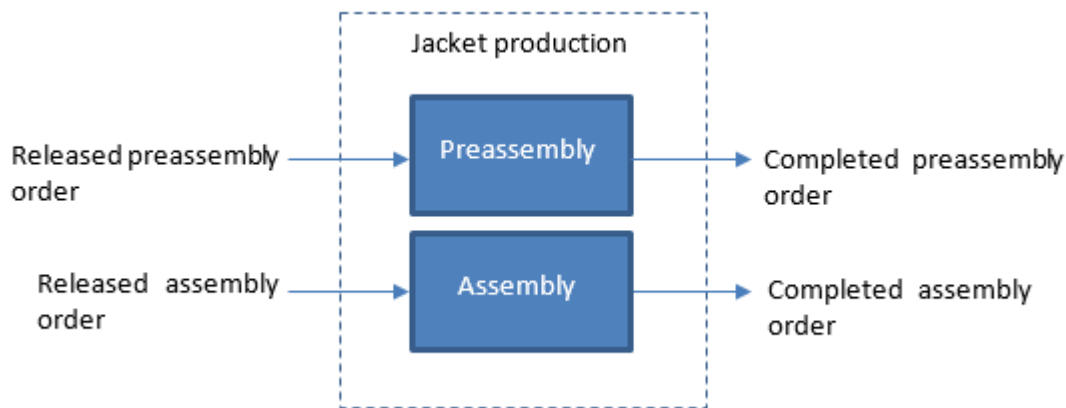 Jacket production
Released preassembly
order
Preassembly
Completed preassembly
order
Released assembly
order
Assembly
Completed assembly
order